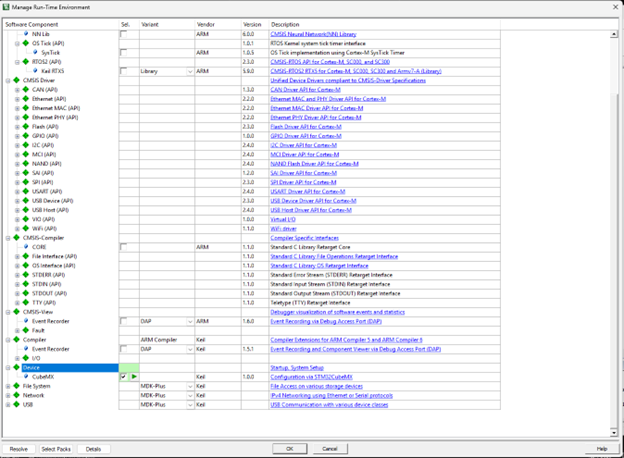 Manage Run-Time Environment
Software Component Sel. Variant Vendor Version Description
NN Lib ARM 6.0.0 CMSIS Neural Network(NN) Library
OS Tick (API) 1.0.1 RTOS Kernel system tick timer interface
SysTick ARM 1.0.5 OS Tick implementation using Cortex-M SysTick Timer
RTOS2 (API) 2.3.0 CMSIS-RTOS API for Cortex-M, SC000, and SC300
Keil RTX5 Library ARM 5.9.0 CMSIS-RTOS2 RTX5 for Cortex-M, SC000, SC300 and Armv7-A (Library)
CMSIS Driver Unified Device Drivers compliant to CMSIS-Driver Specifications
CAN (API) 1.3.0 CAN Driver API for Cortex-M
Ethernet (API) 2.2.0 Ethernet MAC and PHY Driver API for Cortex-M
Ethernet MAC (API) 2.2.0 Ethernet MAC Driver API for Cortex-M
Ethernet PHY (API) 2.2.0 Ethernet PHY Driver API for Cortex-M
Flash (API) 2.3.0 Flash Driver API for Cortex-M
GPIO (API) 1.0.0 GPIO Driver API for Cortex-M
I2C (API) 2.4.0 I2C Driver API for Cortex-M
MCI (API) 2.4.0 MCI Driver API for Cortex-M
NAND (API) 2.4.0 NAND Flash Driver API for Cortex-M
SAI (API) 1.2.0 SAI Driver API for Cortex-M
SPI (API) 2.3.0 SPI Driver API for Cortex-M
USART (API) 2.4.0 USART Driver API for Cortex-M
USB Device (API) 2.3.0 USB Device Driver API for Cortex-M
USB Host (API) 2.4.0 USB Host Driver API for Cortex-M
VIO (API) 1.0.0 Virtual I/O
WiFi (API) 1.1.0 WiFi driver
CMSIS-Compiler Compiler Specific Interfaces
CORE ARM 1.1.0 Standard C Library Retarget Core
File Interface (API) 1.1.0 Standard C Library File Operations Retarget Interface
OS Interface (API) 1.1.0 Standard C Library OS Retarget Interface
STDERR (API) 1.1.0 Standard Error Stream (STDERR) Retarget Interface
STDIN (API) 1.1.0 Standard Input Stream (STDIN) Retarget Interface
STDOUT (API) 1.1.0 Standard Output Stream (STDOUT) Retarget Interface
TTY (API) 1.1.0 Teletype (TTY) Retarget Interface
CMSIS-View Debugger visualization of software events and statistics
Event Recorder DAP ARM 1.6.0 Event Recording via Debug Access Port (DAP)
Fault
Compiler ARM Compiler Keil Compiler Extensions for ARM Compiler 5 and ARM Compiler 6
Event Recorder DAP Keil 1.5.1 Event Recording and Component Viewer via Debug Access Port (DAP)
I/O
Device Startup, System Setup
CubeMX Keil 1.0.0 Configuration via STM32CubeMX
File System MDK-Plus Keil File Access on various storage devices
Network MDK-Plus Keil IPv4 Networking using Ethernet or Serial protocols
USB MDK-Plus Keil USB Communication with various device classes
Resolve Select Packs Details OK Cancel Help